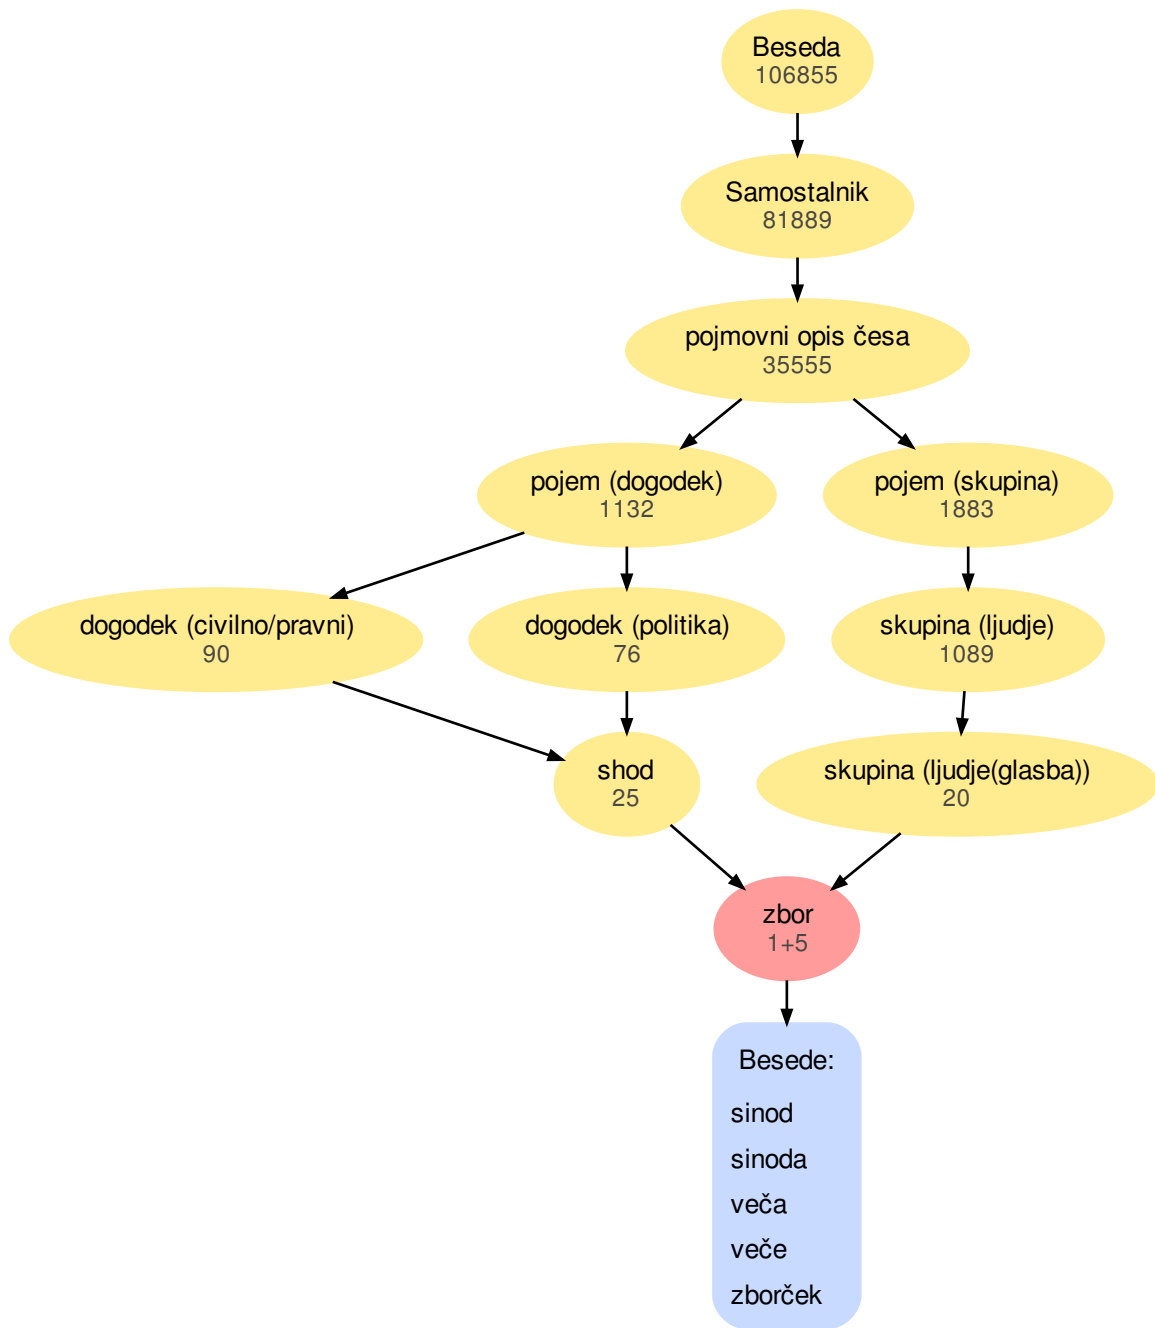 Beseda
106855
Samostalnik
81889
pojmovni opis česa
35555
pojem (dogodek)
1132
pojem (skupina)
1883
dogodek (civilno/pravni)
90
dogodek (politika)
76
skupina (ljudje)
1089
shod
25
skupina (ljudje(glasba))
20
zbor
1+5
Besede:
sinod
sinoda
veča
veče
zborček